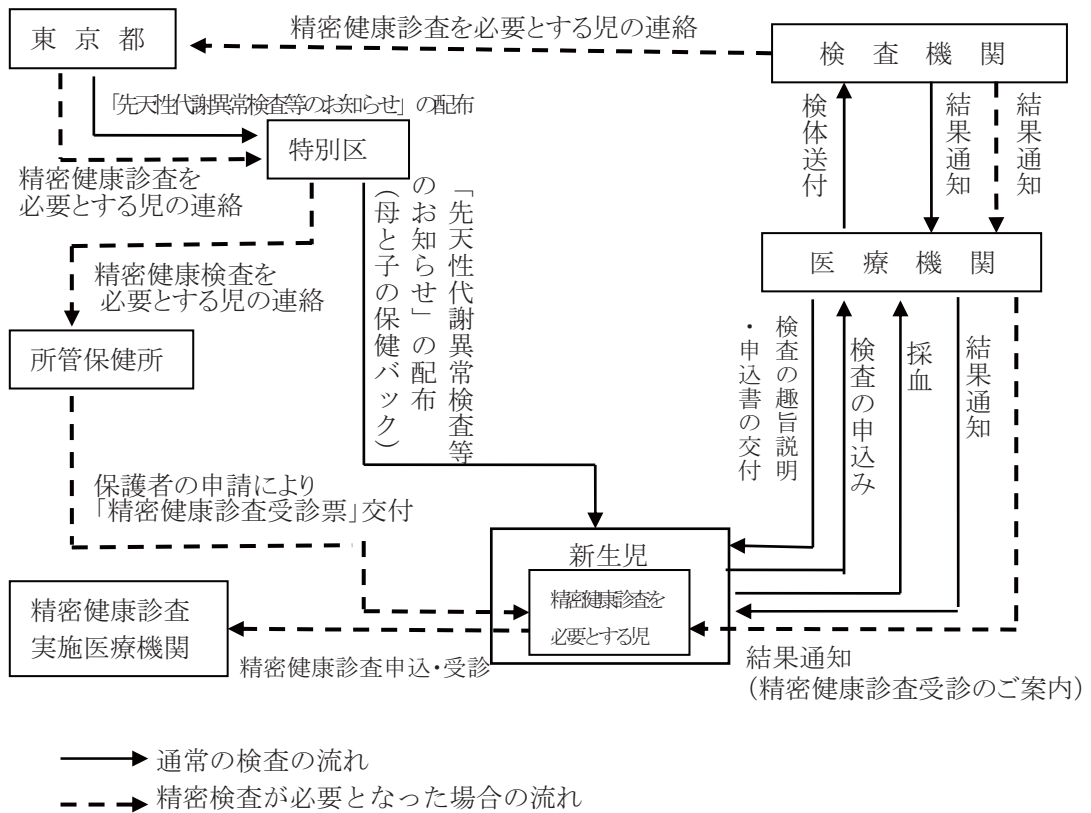 東京都
精密健康診査を必要とする児の連絡
検査機関
「先天性代謝異常検査等のお知らせ」の配布
特別区
精密健康診査を
必要とする児の連絡
検体送付
結果通知
結果通知
医療機関
「先天性代謝異常検査等
のお知らせ」の配布
(母と子の保健バック)
精密健康検査を
必要とする児の連絡
所管保健所
検査の趣旨説明
・申込書の交付
検査の申込み
採血
結果通知
保護者の申請により
「精密健康診査受診票」交付
新生児
精密健康診査を
必要とする児
精密健康診査
実施医療機関
精密健康診査申込・受診
結果通知
(精密健康診査受診のご案内)
通常の検査の流れ
精密検査が必要となった場合の流れ